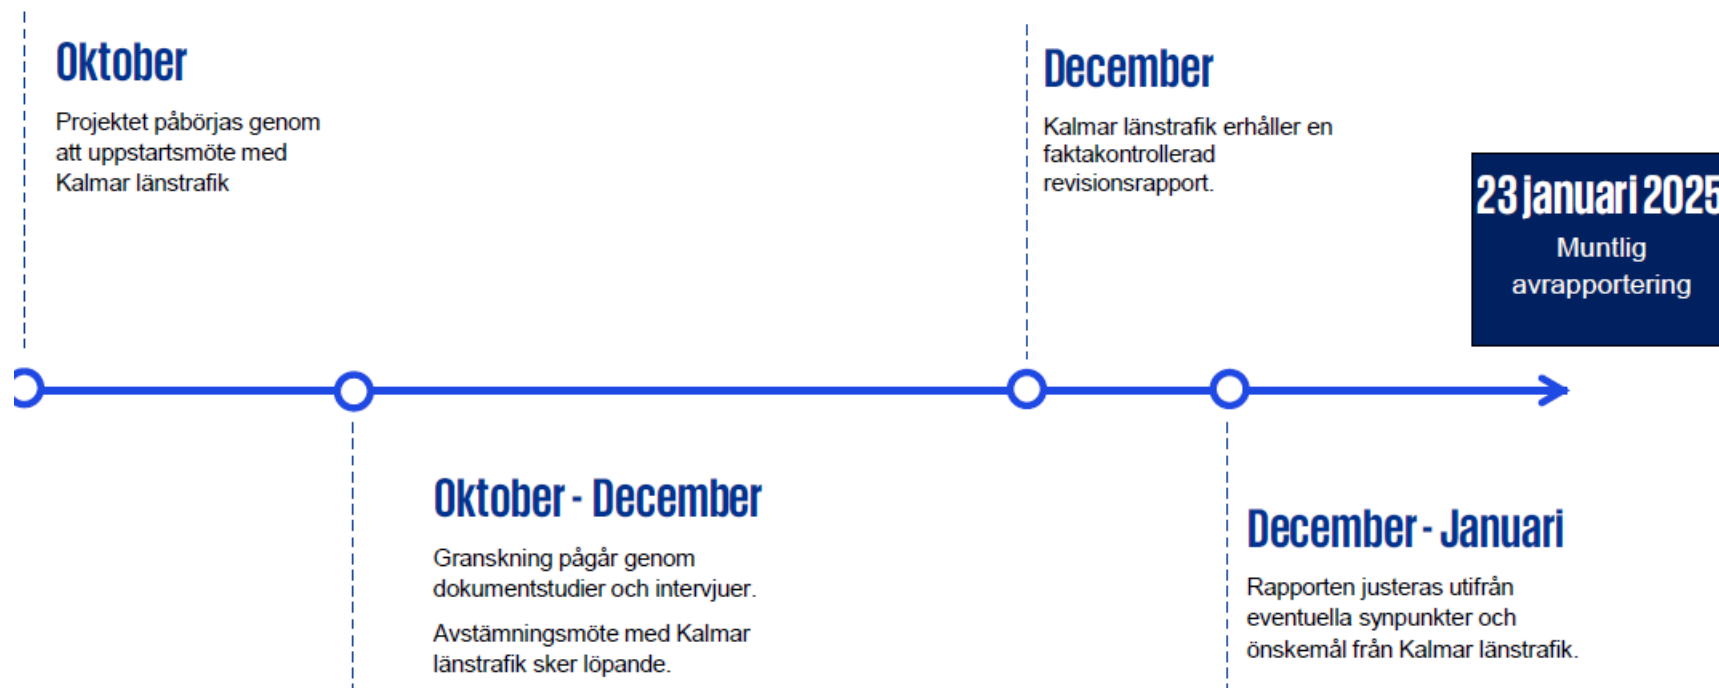 Oktober
Projektet påbörjas genom
att uppstartsmöte med
Kalmar länstrafik
December
Kalmar länstrafik erhåller en
faktakontrollerad
revisionsrapport.
23 januari 2025
Muntlig
avrapportering
Oktober - December
Granskning pågår genom
dokumentstudier och intervjuer.
Avstämningsmöte med Kalmar
länstrafik sker löpande.
December - Januari
Rapporten justeras utifrån
eventuella synpunkter och
önskemål från Kalmar länstrafik.